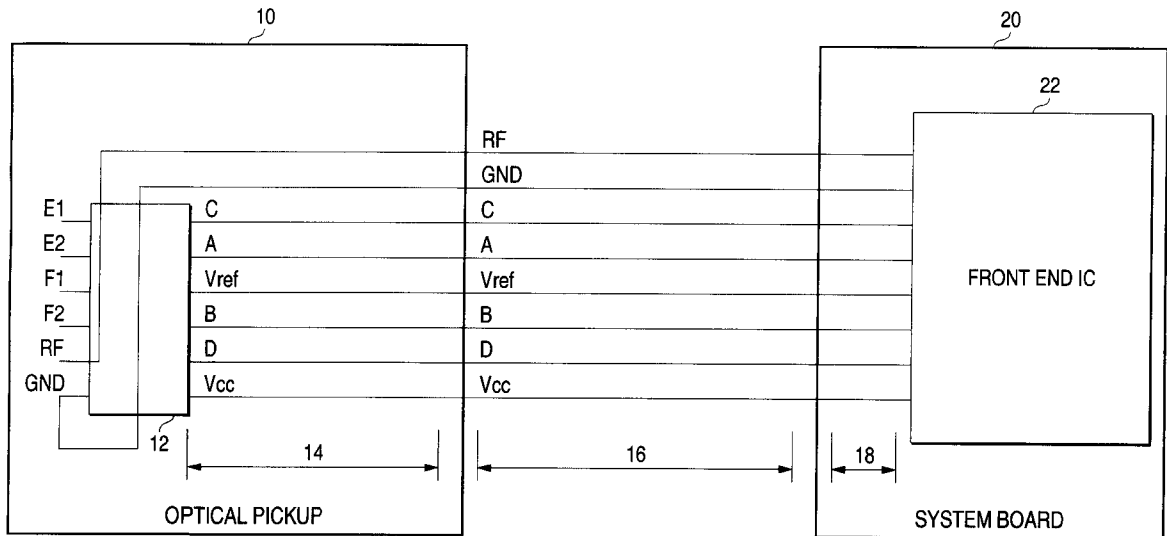 10
20
22
RF
GND
E1
C
C
E2
A
A
F1
Vref
Vref
FRONT END IC
F2
B
B
RF
D
D
GND
Vcc
Vcc
12
14
16
18
OPTICAL PICKUP
SYSTEM BOARD